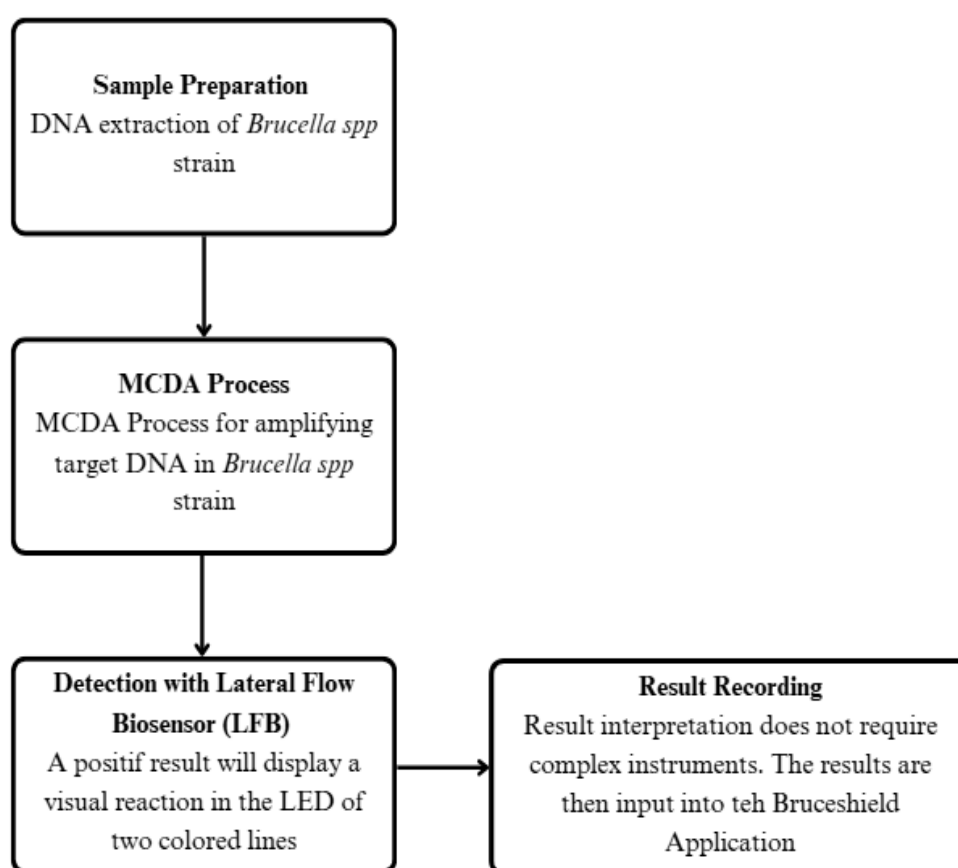 Sample Preparation
DNA extraction of Brucella spp
strain
MCDA Process
MCDA Process for amplifying
target DNA in Brucella spp
strain
Detection with Lateral Flow
Biosensor (LFB)
A positif result will display a
visual reaction in the LED of
two colored lines
Result Recording
Result interpretation does not require
complex instruments. The results are
then input into teh Bruceshield
Application